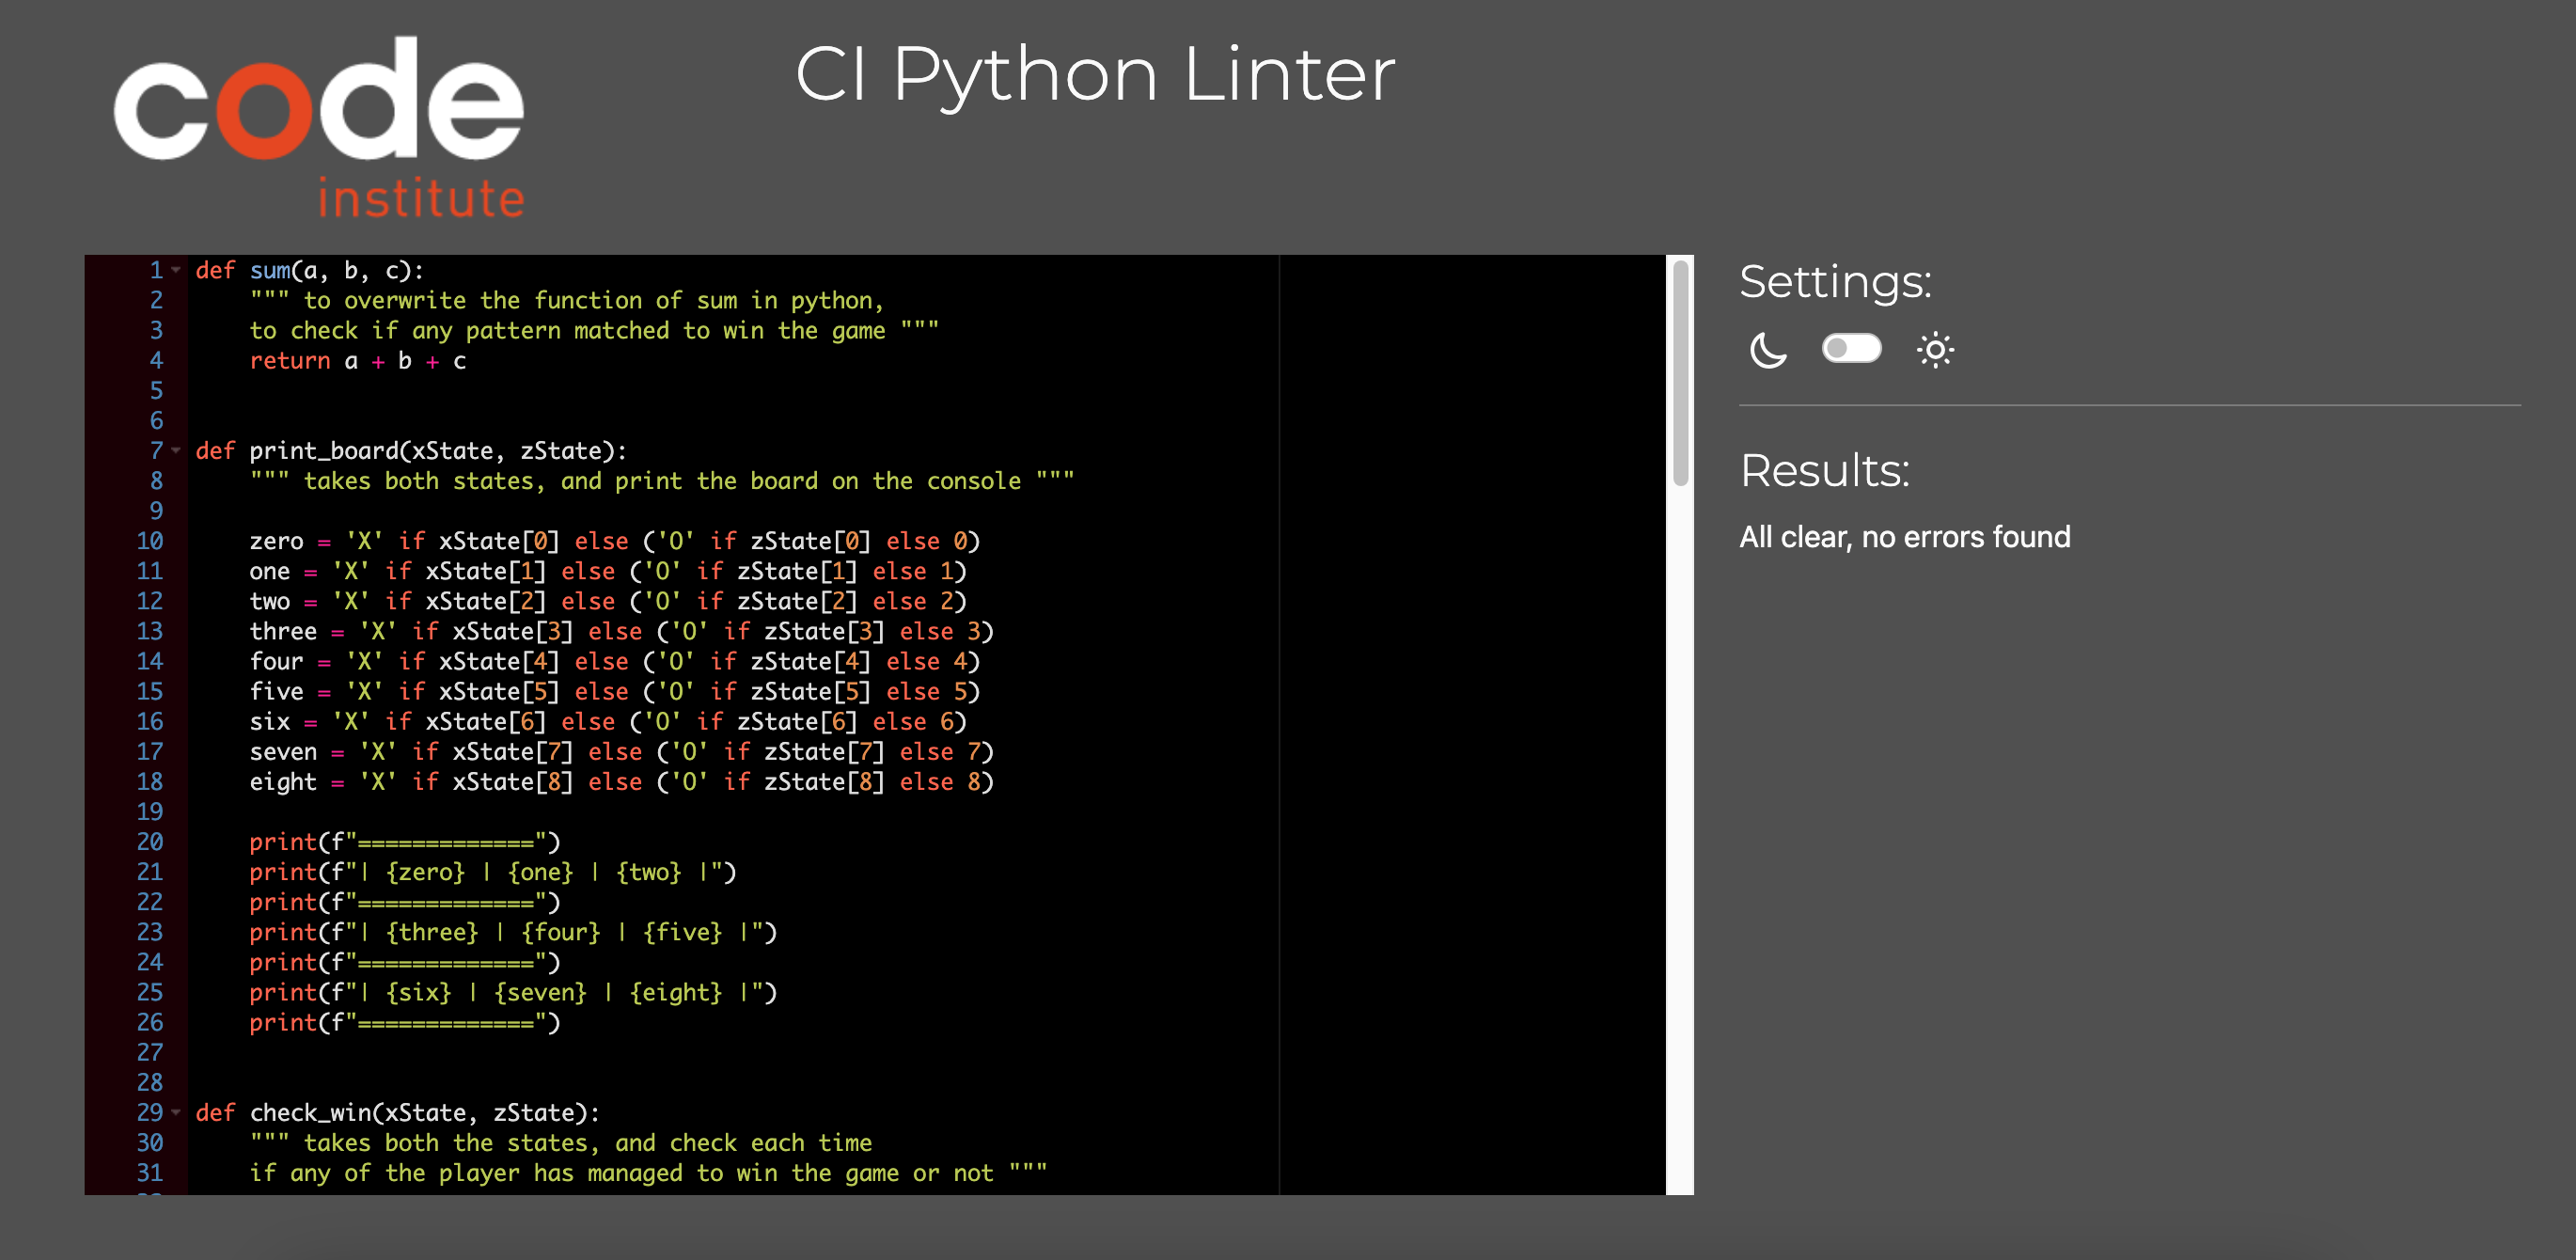 code
institute
CI Python Linter
1 def sum(a, b, c):
2     """ to overwrite the function of sum in python,
3     to check if any pattern matched to win the game """
4     return a + b + c
5
6
7 def print_board(xState, zState):
8     """ takes both states, and print the board on the console """
9
10     zero = 'X' if xState[0] else ('O' if zState[0] else 0)
11     one = 'X' if xState[1] else ('O' if zState[1] else 1)
12     two = 'X' if xState[2] else ('O' if zState[2] else 2)
13     three = 'X' if xState[3] else ('O' if zState[3] else 3)
14     four = 'X' if xState[4] else ('O' if zState[4] else 4)
15     five = 'X' if xState[5] else ('O' if zState[5] else 5)
16     six = 'X' if xState[6] else ('O' if zState[6] else 6)
17     seven = 'X' if xState[7] else ('O' if zState[7] else 7)
18     eight = 'X' if xState[8] else ('O' if zState[8] else 8)
19
20     print(f"=============")
21     print(f"| {zero} | {one} | {two} |")
22     print(f"=============")
23     print(f"| {three} | {four} | {five} |")
24     print(f"=============")
25     print(f"| {six} | {seven} | {eight} |")
26     print(f"=============")
27
28
29 def check_win(xState, zState):
30     """ takes both the states, and check each time
31     if any of the player has managed to win the game or not """
Settings:
Results:
All clear, no errors found